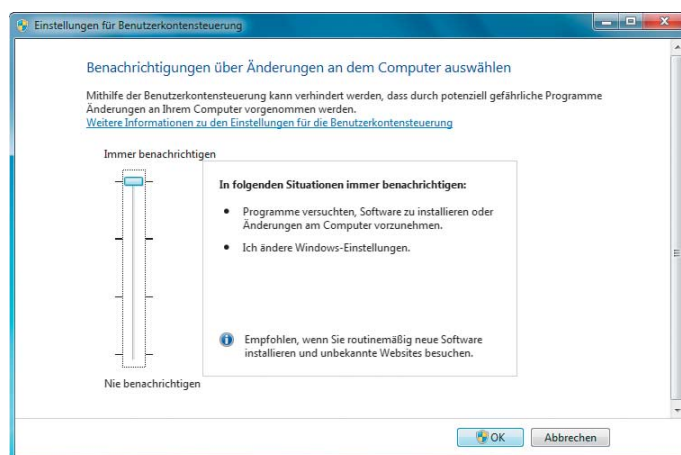 Einstellungen für Benutzerkontensteuerung
Benachrichtigungen über Änderungen an dem Computer auswählen
Mithilfe der Benutzerkontensteuerung kann verhindert werden, dass durch potenziell gefährliche Programme
Änderungen an Ihrem Computer vorgenommen werden.
Weitere Informationen zu den Einstellungen für die Benutzerkontensteuerung
Immer benachrichtigen
In folgenden Situationen immer benachrichtigen:
• Programme versuchten, Software zu installieren oder
Änderungen am Computer vorzunehmen.
• Ich ändere Windows-Einstellungen.
Empfohlen, wenn Sie routinemäßig neue Software
installieren und unbekannte Websites besuchen.
Nie benachrichtigen
OK Abbrechen